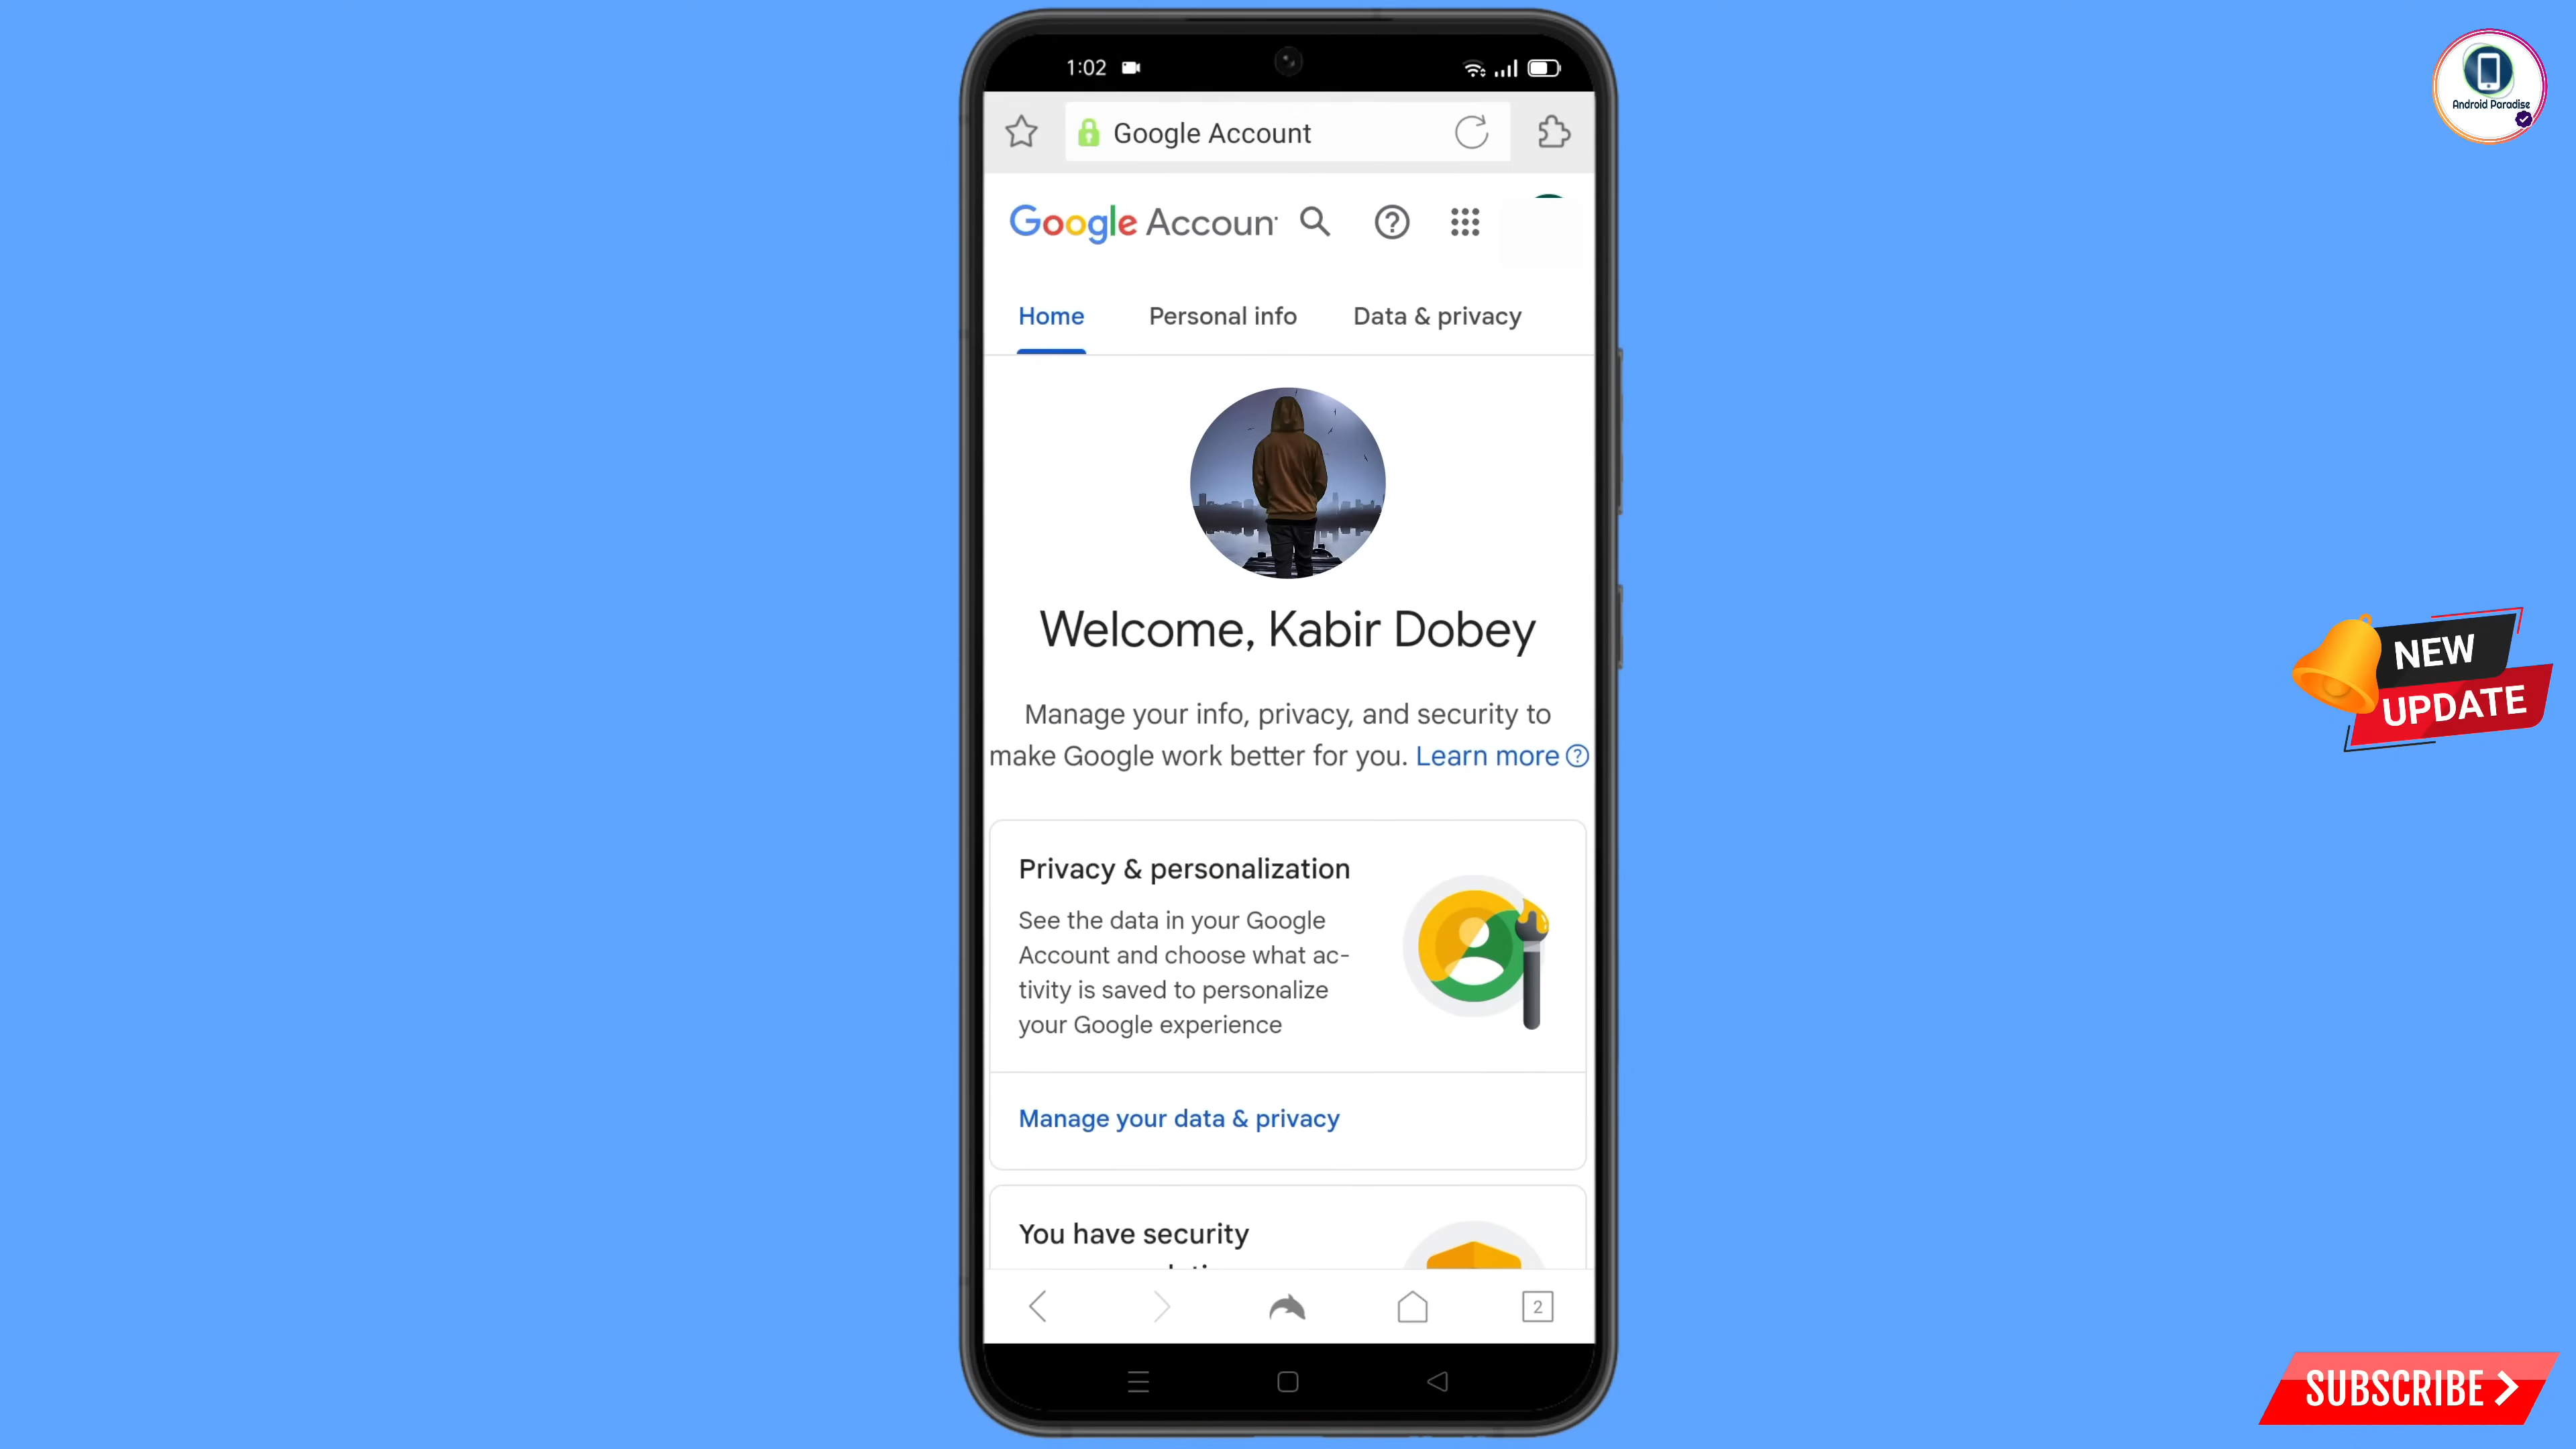 1:02
Android Paradise
Google Account
Google Accoun
Home
Personal info
Data & privacy
Welcome, Kabir Dobey
Manage your info, privacy, and security to
make Google work better for you. Learn more
NEW
UPDATE
Privacy & personalization
See the data in your Google
Account and choose what ac-
tivity is saved to personalize
your Google experience
Manage your data & privacy
You have security
2
SUBSCRIBE